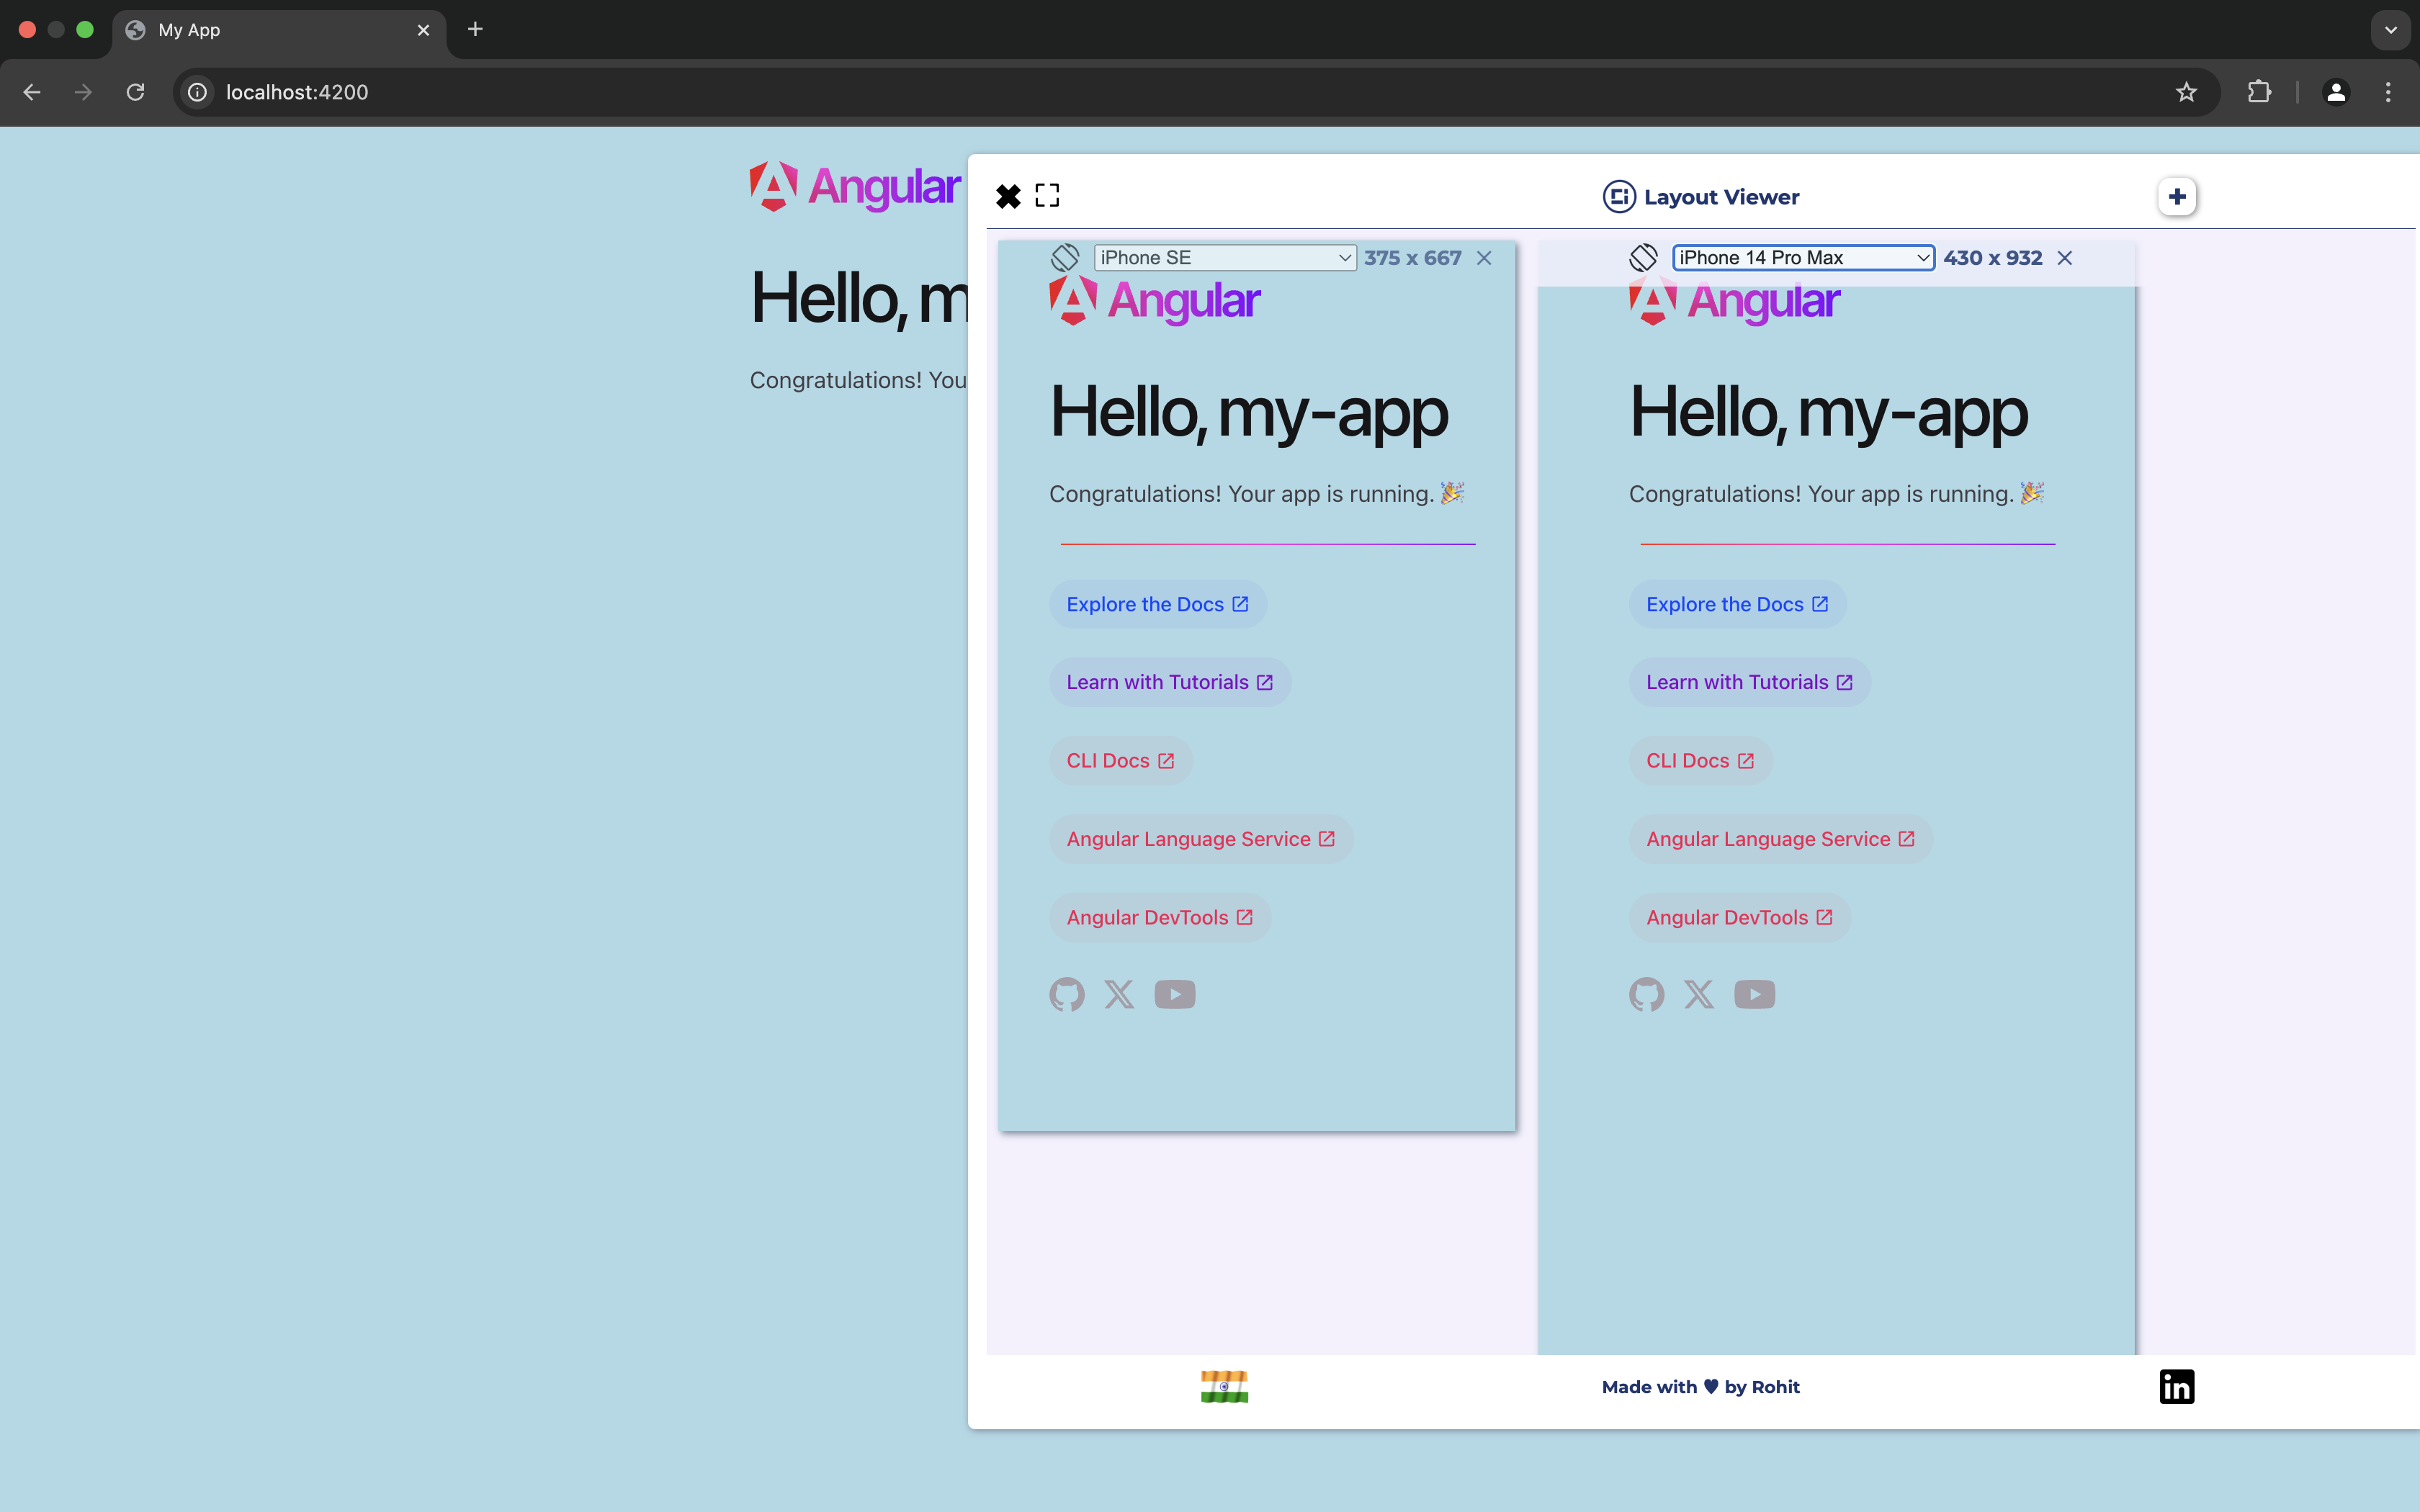 My App
localhost:4200
Angular
Hello, m
Congratulations! You
Layout Viewer
iPhone SE
375 x 667
Angular
Hello, my-app
Congratulations! Your app is running. 🎉
Explore the Docs
Learn with Tutorials
CLI Docs
Angular Language Service
Angular DevTools
iPhone 14 Pro Max
430 x 932
Angular
Hello, my-app
Congratulations! Your app is running. 🎉
Explore the Docs
Learn with Tutorials
CLI Docs
Angular Language Service
Angular DevTools
Made with ♥ by Rohit
in